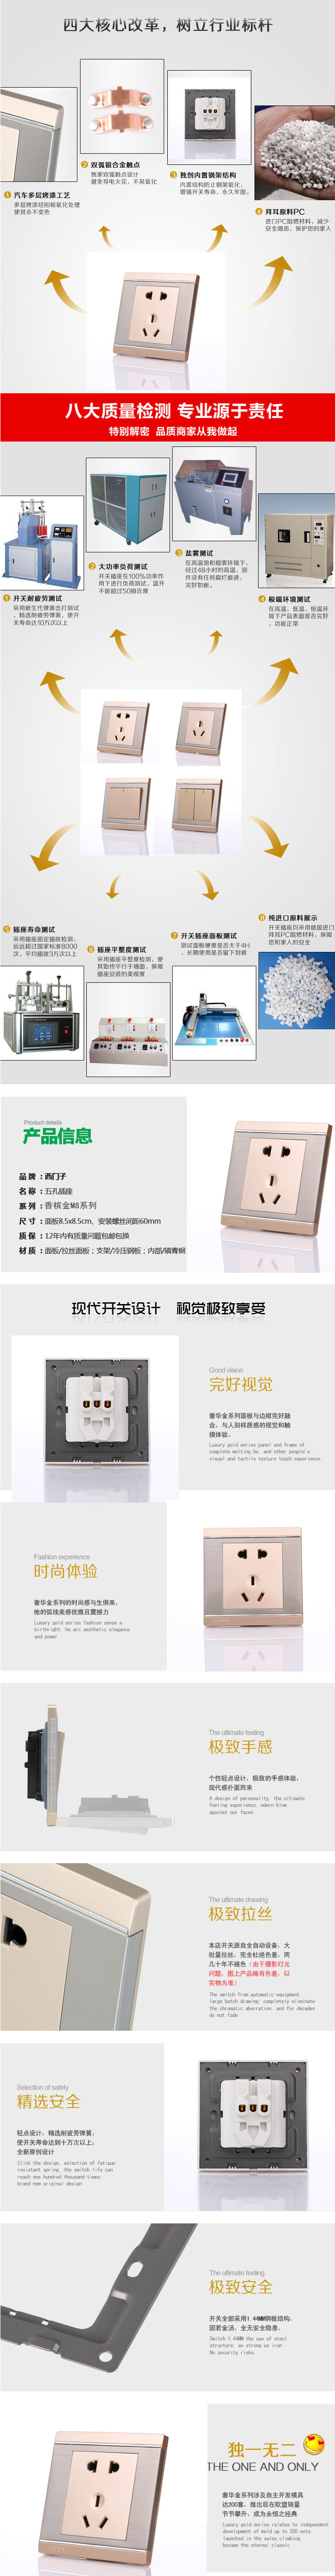 四大核心改革，树立行业标杆
2 双弧银合金触点
独家双弧触点设计
避免导电火花，不易氧化
3 独创内置钢架结构
内置结构防止钢架氧化，
增强开关寿命，永久牢固。
1 汽车多层烤漆工艺
多层烤漆经阳极氧化处理
使其永不变色
4 拜耳原料PC
进口PC阻燃材料，减少
安全隐患，保护您的家人
八大质量检测 专业源于责任
特别解密 品质商家从我做起
3 盐雾测试
在高温饱和烟雾环境下，
经过48小时的高温，部
件没有任何腐烂痕迹，
完好如新。
2 大功率负荷测试
开关插座在100%功率作
用下进行负荷测试，温升
不能超过50摄氏度
1 开关耐疲劳测试
采用新生代弹簧击打测试
，精选耐疲劳弹簧，使开
关寿命达10万次以上
4 极端环境测试
在高温、低温、恒温环
境下产品表面是否完好
，功能正常
5 插座寿命测试
采用插座固定插拔检测，
远远超过国家标准8000
次，平均插拨3万次以上
6 插座平整度测试
采用插座平整度检测，使
其始终平行于墙面，保障
插座安装的美观度
7 开关插座面板测试
测试面板硬度是否大于4H
，长期使用是否留下划痕
8 纯进口原料展示
开关插座均采用德国进口
拜耳PC阻燃材料，保障
您和家人的安全
Product details
产品信息
品牌：西门子
名称：五孔插座
系列：香槟金M8系列
尺寸：面板8.5x8.5cm、安装螺丝间距60mm
质保：12年内有质量问题包邮包换
材质：面板/拉丝面板；支架/冷压钢板；内部/磷青铜
现代开关设计 视觉极致享受
Good vision
完好视觉
奢华金系列面板与边框完好融
合，与人别样质感的视觉和触
摸体验。
Luxury gold series panel and frame of
complete melting he, and other people's
visual and tactile texture touch experience.
Fashion experience
时尚体验
奢华金系列的时尚感与生俱来，
他的弧线美感优雅且震撼力
Luxury gold series fashion sense a
birthright, he arc aesthetic elegance
and power
The ultimate feeling
极致手感
个性轻点设计，极致的手感体验，
现代感扑面而来
A design of personality, the ultimate
feeling experience, odern blow
against our faces
The ultimate drawing
极致拉丝
本店开关源自全自动设备，大
批量拉丝，完全杜绝色差，而
几十年不褪色（由于摄影灯光
问题，图上产品略有色差，以
实物为准）
The switch from automatic equipment,
large batch drawing, completely eliminate
the chromatic aberration, and for decades
do not fade
Selection of safety
精选安全
轻点设计，精选耐疲劳弹簧，
使开关寿命达到十万次以上，
全新原创设计
Click the design, selection of fatigue
resistant spring, the switch life can
reach one hundred thousand times,
brand new original design
The ultimate feeling
极致安全
开关全部采用1.44MM钢板结构，
固若金汤，全无安全隐患。
Switch 1.44MM the use of steel
structure, as strong as iron
No security risks
独一无二
THE ONE AND ONLY
奢华金系列涉及自主开发模具
达200套，推出后在欧盟销量
节节攀升，成为永恒之经典
Luxury gold series relates to independent
development of mold up to 200 sets,
launched in the sales climbing,
become the eternal classic